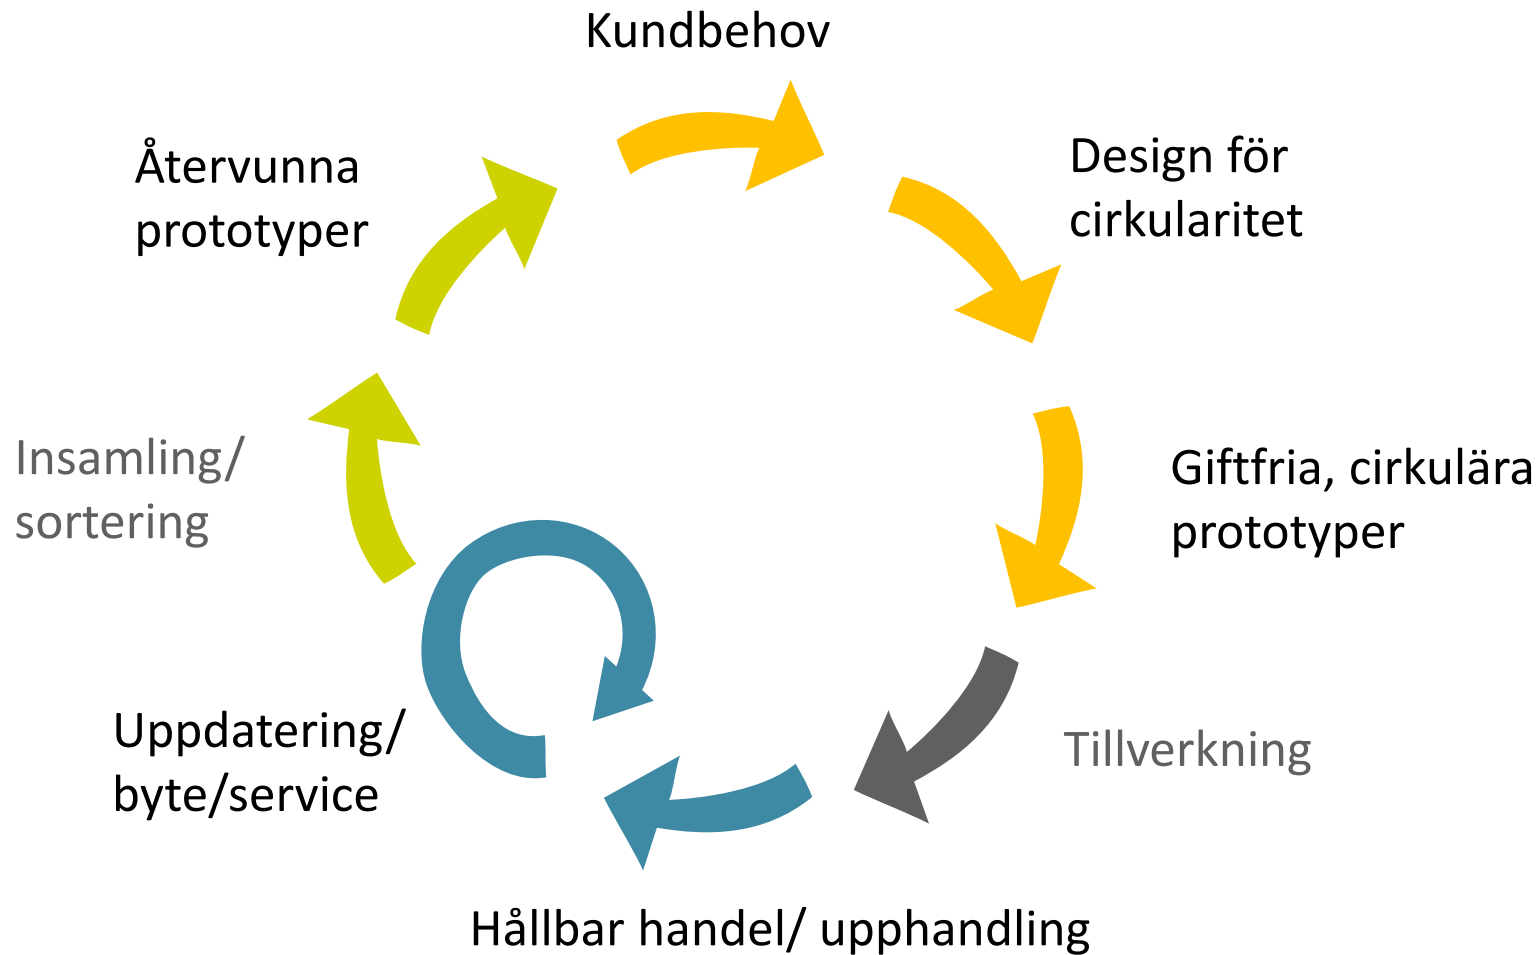 Kundbehov
Design för
cirkularitet
Giftfria, cirkulära
prototyper
Tillverkning
Hållbar handel/ upphandling
Uppdatering/
byte/service
Insamling/
sortering
Återvunna
prototyper